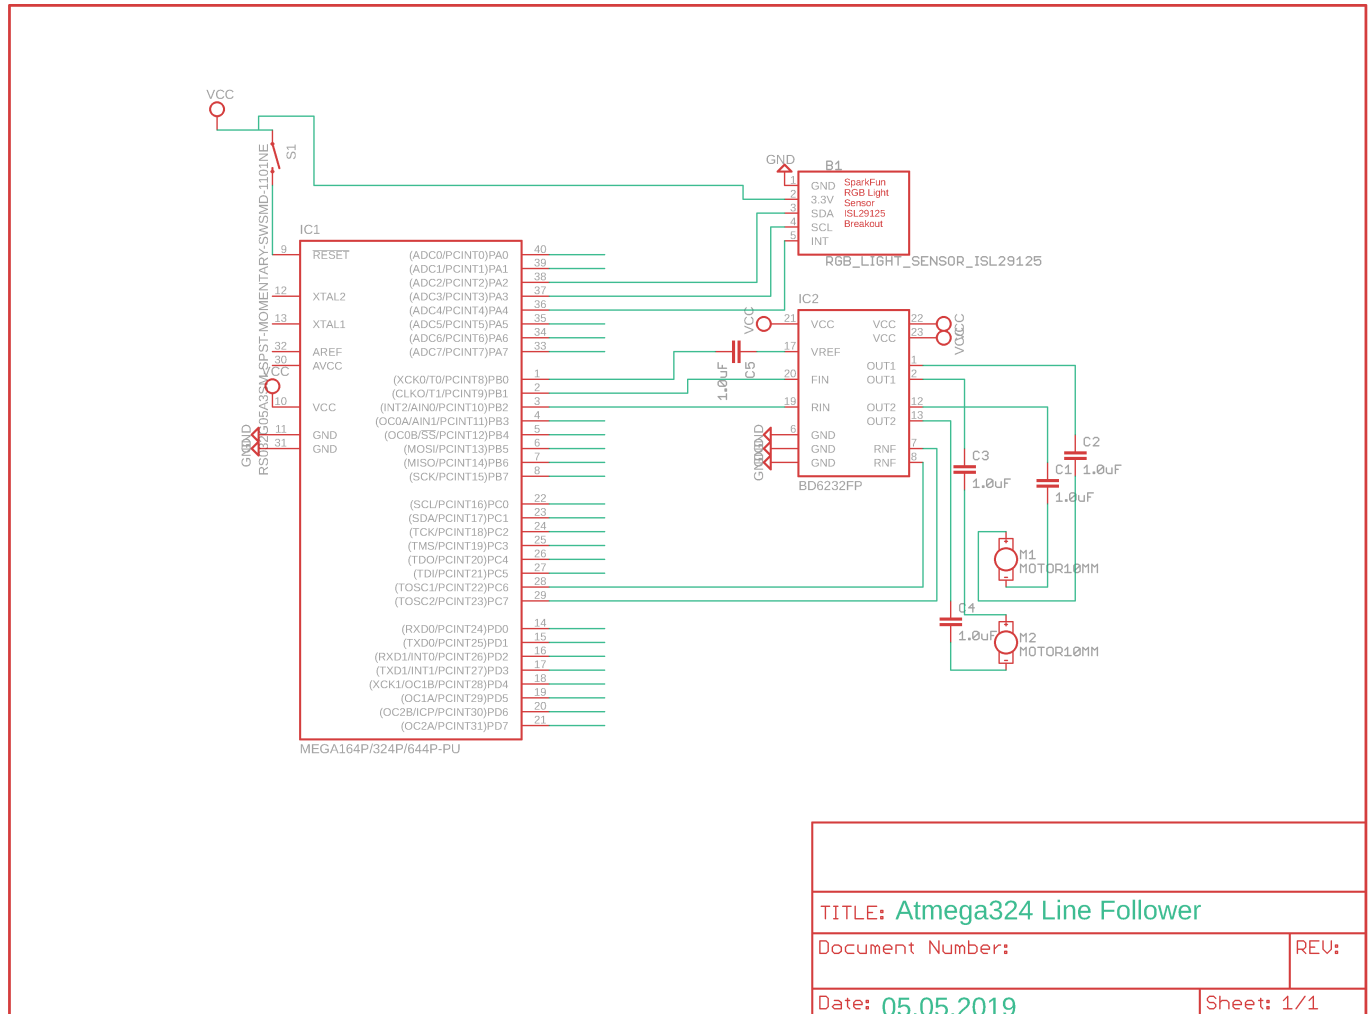 VCC
S1
RS032G05A3SM-SPST-MOMENTARY-SWSMD-1101NE
GND
B1
1 GND
2 3.3V
3 SDA
4 SCL
5 INT
SparkFun
RGB Light
Sensor
ISL29125
Breakout
RGB_LIGHT_SENSOR_ISL29125
IC1
9 RESET
12 XTAL2
13 XTAL1
32 AREF
30 AVCC
VCC
10 VCC
GND 11 GND
GND 31 GND
(ADC0/PCINT0)PA0 40
(ADC1/PCINT1)PA1 39
(ADC2/PCINT2)PA2 38
(ADC3/PCINT3)PA3 37
(ADC4/PCINT4)PA4 36
(ADC5/PCINT5)PA5 35
(ADC6/PCINT6)PA6 34
(ADC7/PCINT7)PA7 33
(XCK0/T0/PCINT8)PB0 1
(CLKO/T1/PCINT9)PB1 2
(INT2/AIN0/PCINT10)PB2 3
(OC0A/AIN1/PCINT11)PB3 4
(OC0B/SS/PCINT12)PB4 5
(MOSI/PCINT13)PB5 6
(MISO/PCINT14)PB6 7
(SCK/PCINT15)PB7 8
(SCL/PCINT16)PC0 22
(SDA/PCINT17)PC1 23
(TCK/PCINT18)PC2 24
(TMS/PCINT19)PC3 25
(TDO/PCINT20)PC4 26
(TDI/PCINT21)PC5 27
(TOSC1/PCINT22)PC6 28
(TOSC2/PCINT23)PC7 29
(RXD0/PCINT24)PD0 14
(TXD0/PCINT25)PD1 15
(RXD1/INT0/PCINT26)PD2 16
(TXD1/INT1/PCINT27)PD3 17
(XCK1/OC1B/PCINT28)PD4 18
(OC1A/PCINT29)PD5 19
(OC2B/ICP/PCINT30)PD6 20
(OC2A/PCINT31)PD7 21
MEGA164P/324P/644P-PU
IC2
VCC 21 VCC
17 VREF
20 FIN
19 RIN
GND 6 GND
GND GND
GND GND
VCC 22 VCC
VCC 23 VCC
OUT1 1
OUT1 2
OUT2 12
OUT2 13
RNF 7
RNF 8
BD6232FP
C5
1.0uF
C2
1.0uF
C1
1.0uF
C3
1.0uF
M1
MOTOR10MM
C4
1.0uF
M2
MOTOR10MM
TITLE: Atmega324 Line Follower
Document Number:
REV:
Date: 05.05.2019
Sheet: 1/1